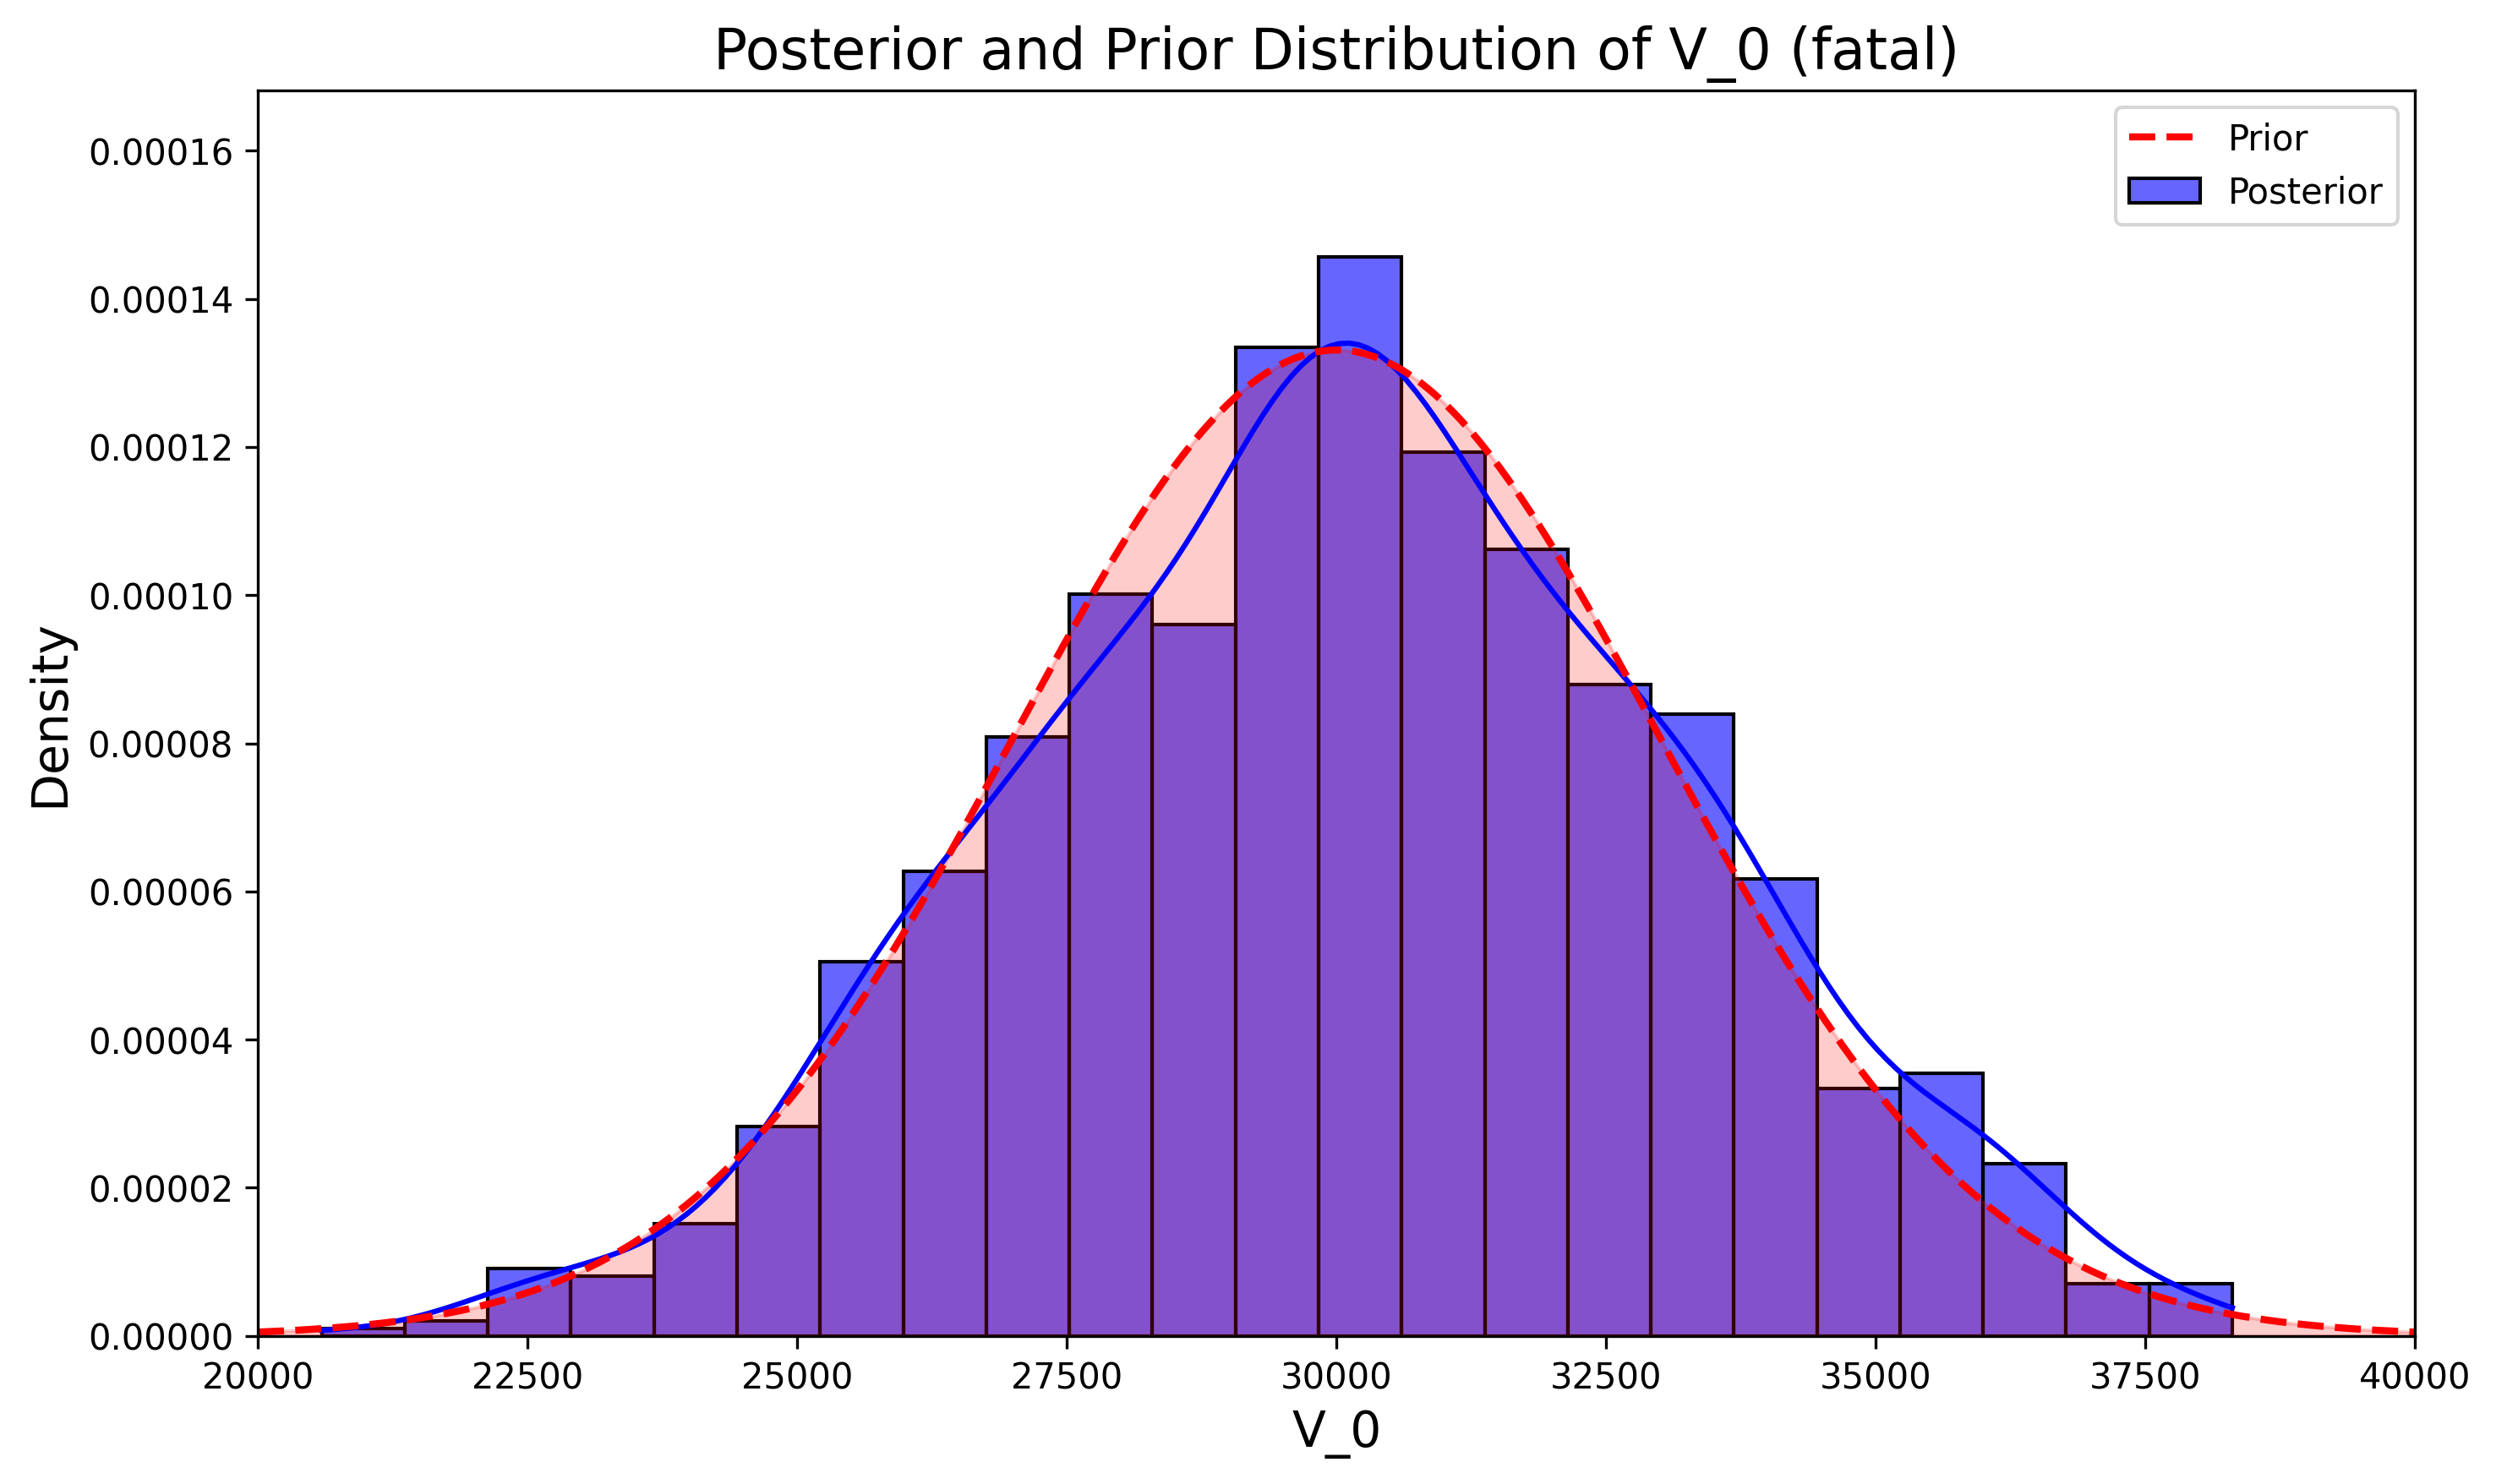 Posterior and Prior Distribution of V_0 (fatal)
Prior
Posterior
Density
0.00016
0.00014
0.00012
0.00010
0.00008
0.00006
0.00004
0.00002
0.00000
20000 22500 25000 27500 30000 32500 35000 37500 40000
V_0